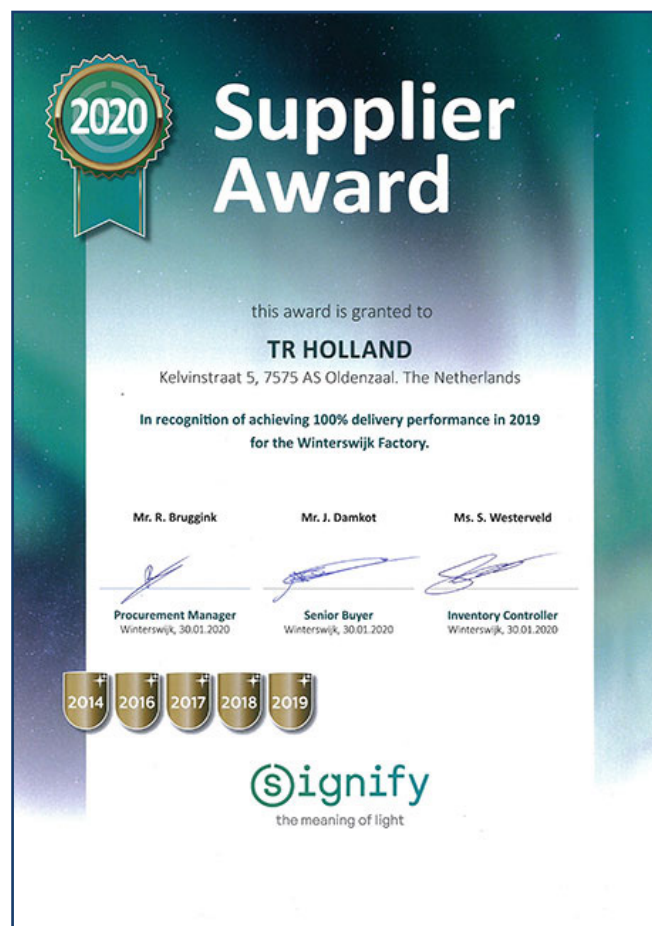 2020
Supplier
Award
this award is granted to
TR HOLLAND
Kelvinstraat 5, 7575 AS Oldenzaal. The Netherlands
In recognition of achieving 100% delivery performance in 2019
for the Winterswijk Factory.
Mr. R. Bruggink Mr. J. Damkot Ms. S. Westerveld
Procurement Manager Senior Buyer Inventory Controller
Winterswijk, 30.01.2020 Winterswijk, 30.01.2020 Winterswijk, 30.01.2020
2014 2016 2017 2018 2019
signify
the meaning of light